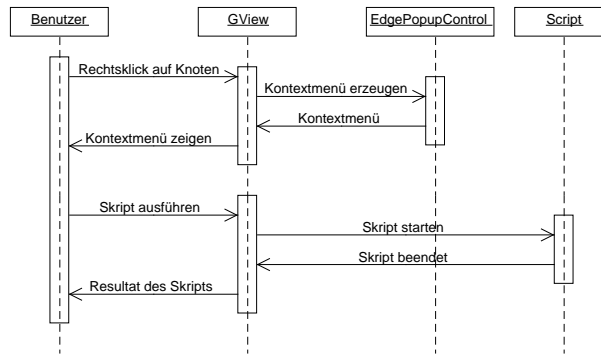 Benutzer
GView
EdgePopupControl
Script
Rechtsklick auf Knoten
Kontextmenü erzeugen
Kontextmenü
Kontextmenü zeigen
Skript ausführen
Skript starten
Skript beendet
Resultat des Skripts